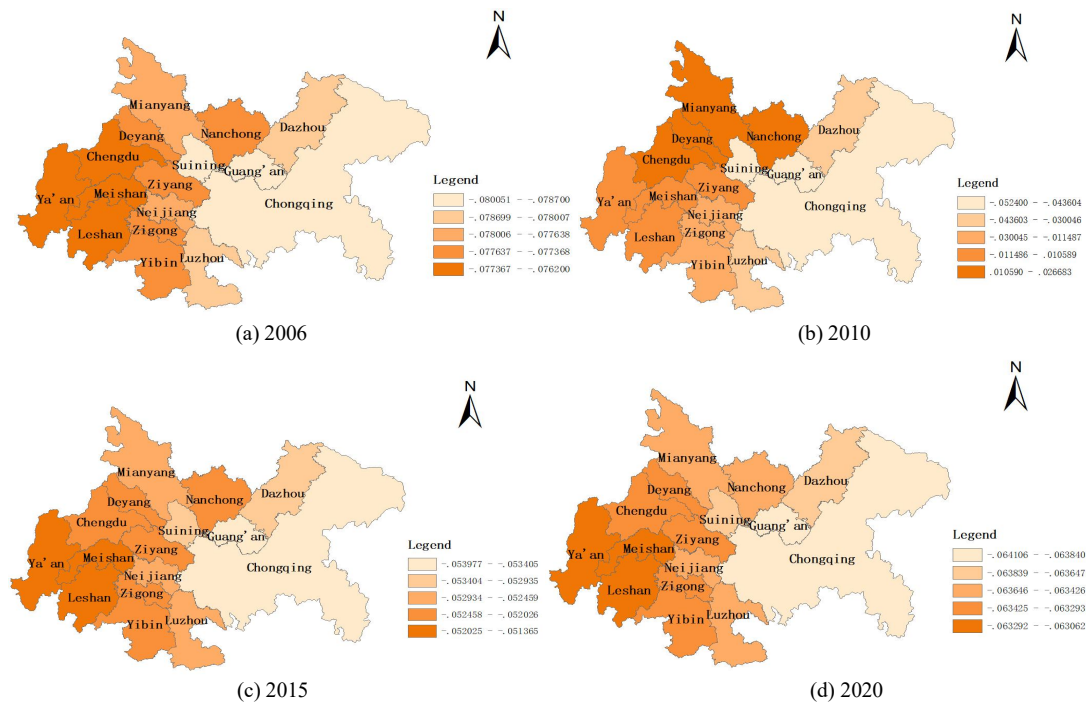 N
Mianyang
Deyang
Nanchong
Dazhou
Chengdu
Suining
Guang'an
Ya'an
Meishan
Ziyang
Neijiang
Chongqing
Leshan
Zigong
Yibin
Luzhou
Legend
-.080051 - -.078700
-.078699 - -.078007
-.078006 - -.077638
-.077637 - -.077368
-.077367 - -.076200
(a) 2006
N
Mianyang
Deyang
Nanchong
Dazhou
Chengdu
Suining
Guang'an
Ya'an
Meishan
Ziyang
Neijiang
Chongqing
Leshan
Zigong
Yibin
Luzhou
Legend
-.052400 - -.043604
-.043603 - -.030046
-.030045 - -.011487
-.011486 - -.010589
.010590 - -.026683
(b) 2010
N
Mianyang
Deyang
Nanchong
Dazhou
Chengdu
Suining
Guang'an
Ya'an
Meishan
Ziyang
Neijiang
Chongqing
Leshan
Zigong
Yibin
Luzhou
Legend
-.053977 - -.053405
-.053404 - -.052935
-.052934 - -.052459
-.052458 - -.052026
-.052025 - -.051365
(c) 2015
N
Mianyang
Deyang
Nanchong
Dazhou
Chengdu
Suining
Guang'an
Ya'an
Meishan
Ziyang
Neijiang
Chongqing
Leshan
Zigong
Yibin
Luzhou
Legend
-.064106 - -.063840
-.063839 - -.063647
-.063646 - -.063426
-.063425 - -.063293
-.063292 - -.063062
(d) 2020